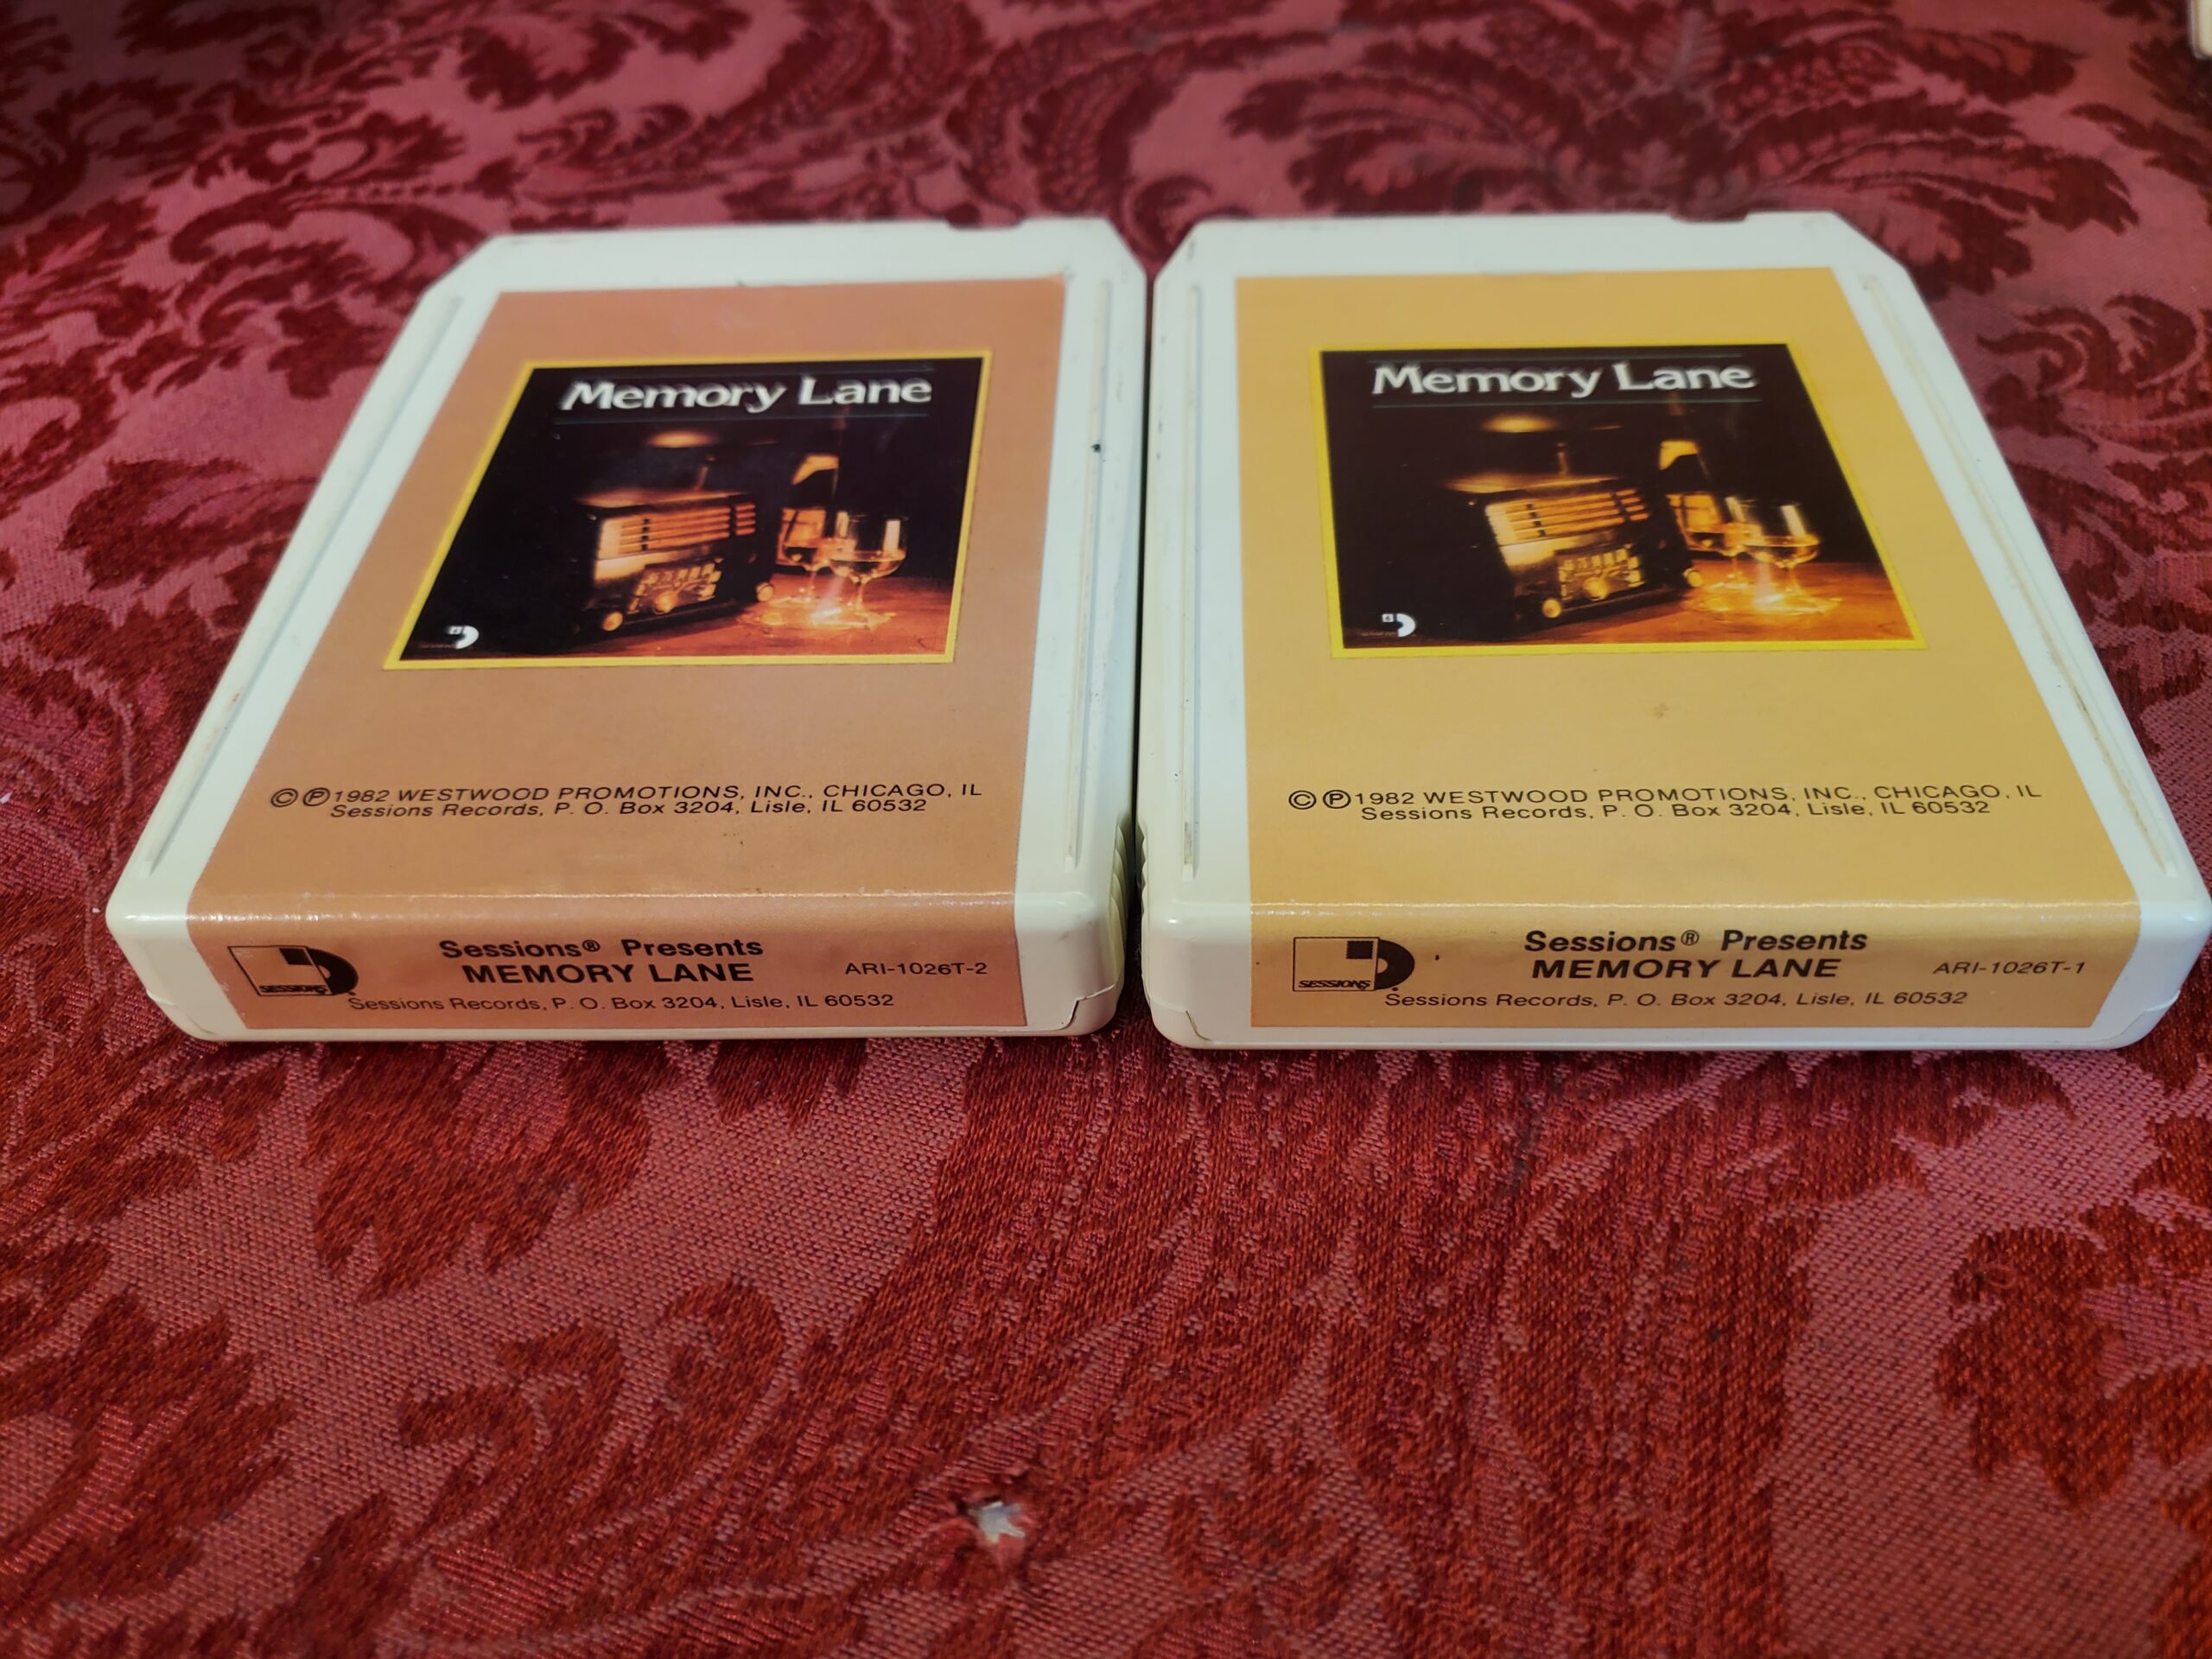 Memory Lane
© ℗ 1982 WESTWOOD PROMOTIONS, INC., CHICAGO, IL
Sessions Records, P. O. Box 3204, Lisle, IL 60532
SESSIONS®
Sessions® Presents
MEMORY LANE
ARI-1026T-2
Sessions Records, P. O. Box 3204, Lisle, IL 60532
Memory Lane
© ℗ 1982 WESTWOOD PROMOTIONS, INC., CHICAGO, IL
Sessions Records, P. O. Box 3204, Lisle, IL 60532
SESSIONS®
Sessions® Presents
MEMORY LANE
ARI-1026T-1
Sessions Records, P. O. Box 3204, Lisle, IL 60532